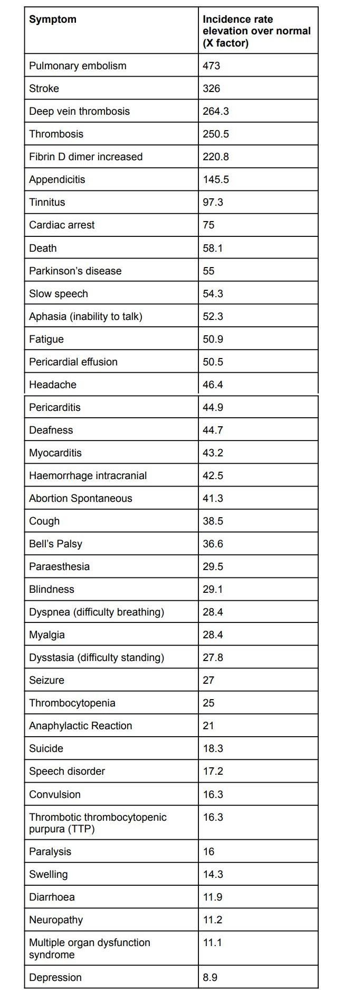 Symptom
Incidence rate
elevation over normal
(X factor)
Pulmonary embolism 473
Stroke 326
Deep vein thrombosis 264.3
Thrombosis 250.5
Fibrin D dimer increased 220.8
Appendicitis 145.5
Tinnitus 97.3
Cardiac arrest 75
Death 58.1
Parkinson’s disease 55
Slow speech 54.3
Aphasia (inability to talk) 52.3
Fatigue 50.9
Pericardial effusion 50.5
Headache 46.4
Pericarditis 44.9
Deafness 44.7
Myocarditis 43.2
Haemorrhage intracranial 42.5
Abortion Spontaneous 41.3
Cough 38.5
Bell’s Palsy 36.6
Paraesthesia 29.5
Blindness 29.1
Dyspnea (difficulty breathing) 28.4
Myalgia 28.4
Dysstasia (difficulty standing) 27.8
Seizure 27
Thrombocytopenia 25
Anaphylactic Reaction 21
Suicide 18.3
Speech disorder 17.2
Convulsion 16.3
Thrombotic thrombocytopenic 16.3
purpura (TTP)
Paralysis 16
Swelling 14.3
Diarrhoea 11.9
Neuropathy 11.2
Multiple organ dysfunction 11.1
syndrome
Depression 8.9